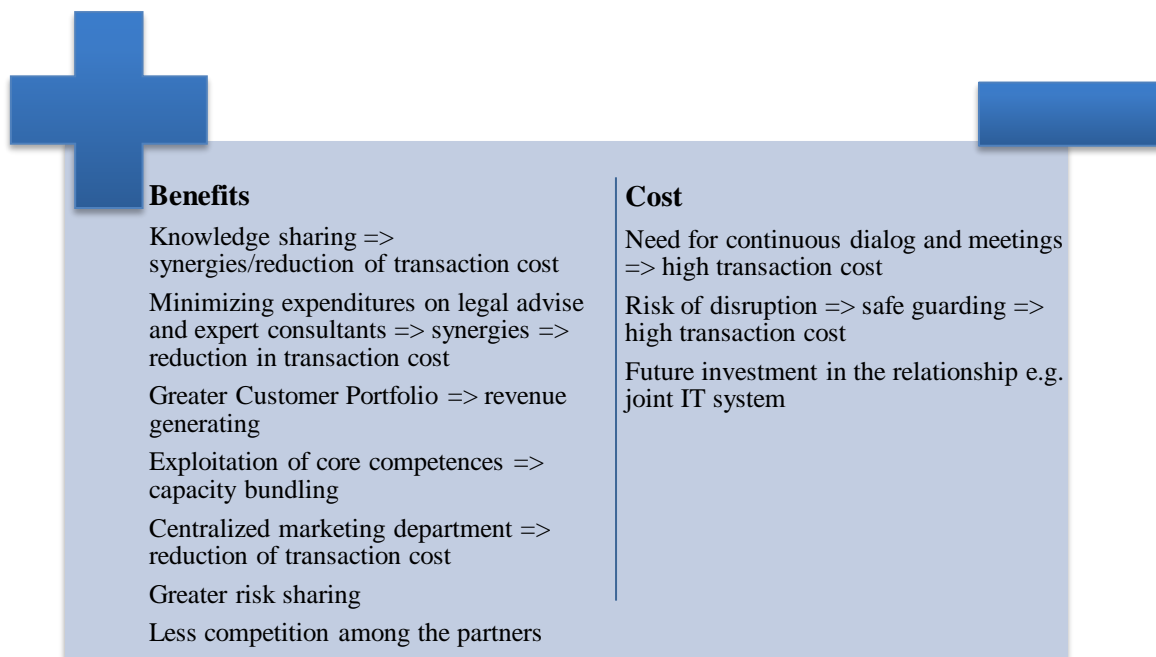 Benefits
Knowledge sharing =>
synergies/reduction of transaction cost
Minimizing expenditures on legal advise
and expert consultants => synergies =>
reduction in transaction cost
Greater Customer Portfolio => revenue
generating
Exploitation of core competences =>
capacity bundling
Centralized marketing department =>
reduction of transaction cost
Greater risk sharing
Less competition among the partners
Cost
Need for continuous dialog and meetings
=> high transaction cost
Risk of disruption => safe guarding =>
high transaction cost
Future investment in the relationship e.g.
joint IT system